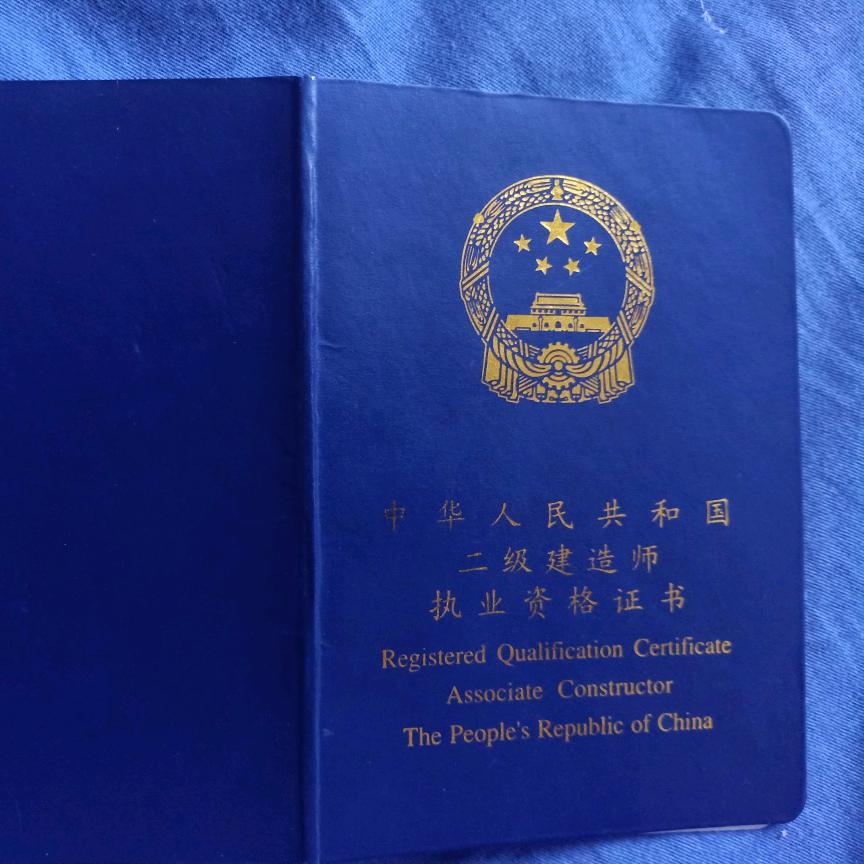 中华人民共和国
二级建造师
执业资格证书
Registered Qualification Certificate
Associate Constructor
The People's Republic of China